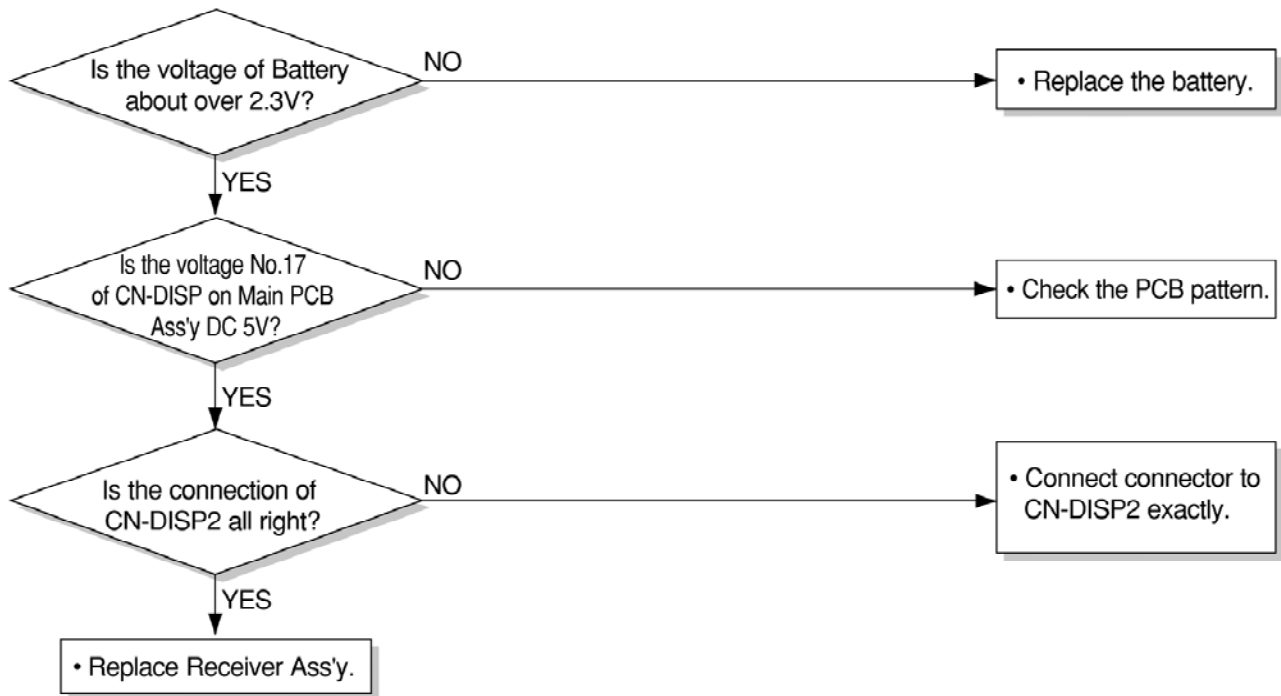 Is the voltage of Battery
about over 2.3V?
NO
• Replace the battery.
YES
Is the voltage No.17
of CN-DISP on Main PCB
Ass'y DC 5V?
NO
• Check the PCB pattern.
YES
Is the connection of
CN-DISP2 all right?
NO
• Connect connector to
CN-DISP2 exactly.
YES
• Replace Receiver Ass'y.